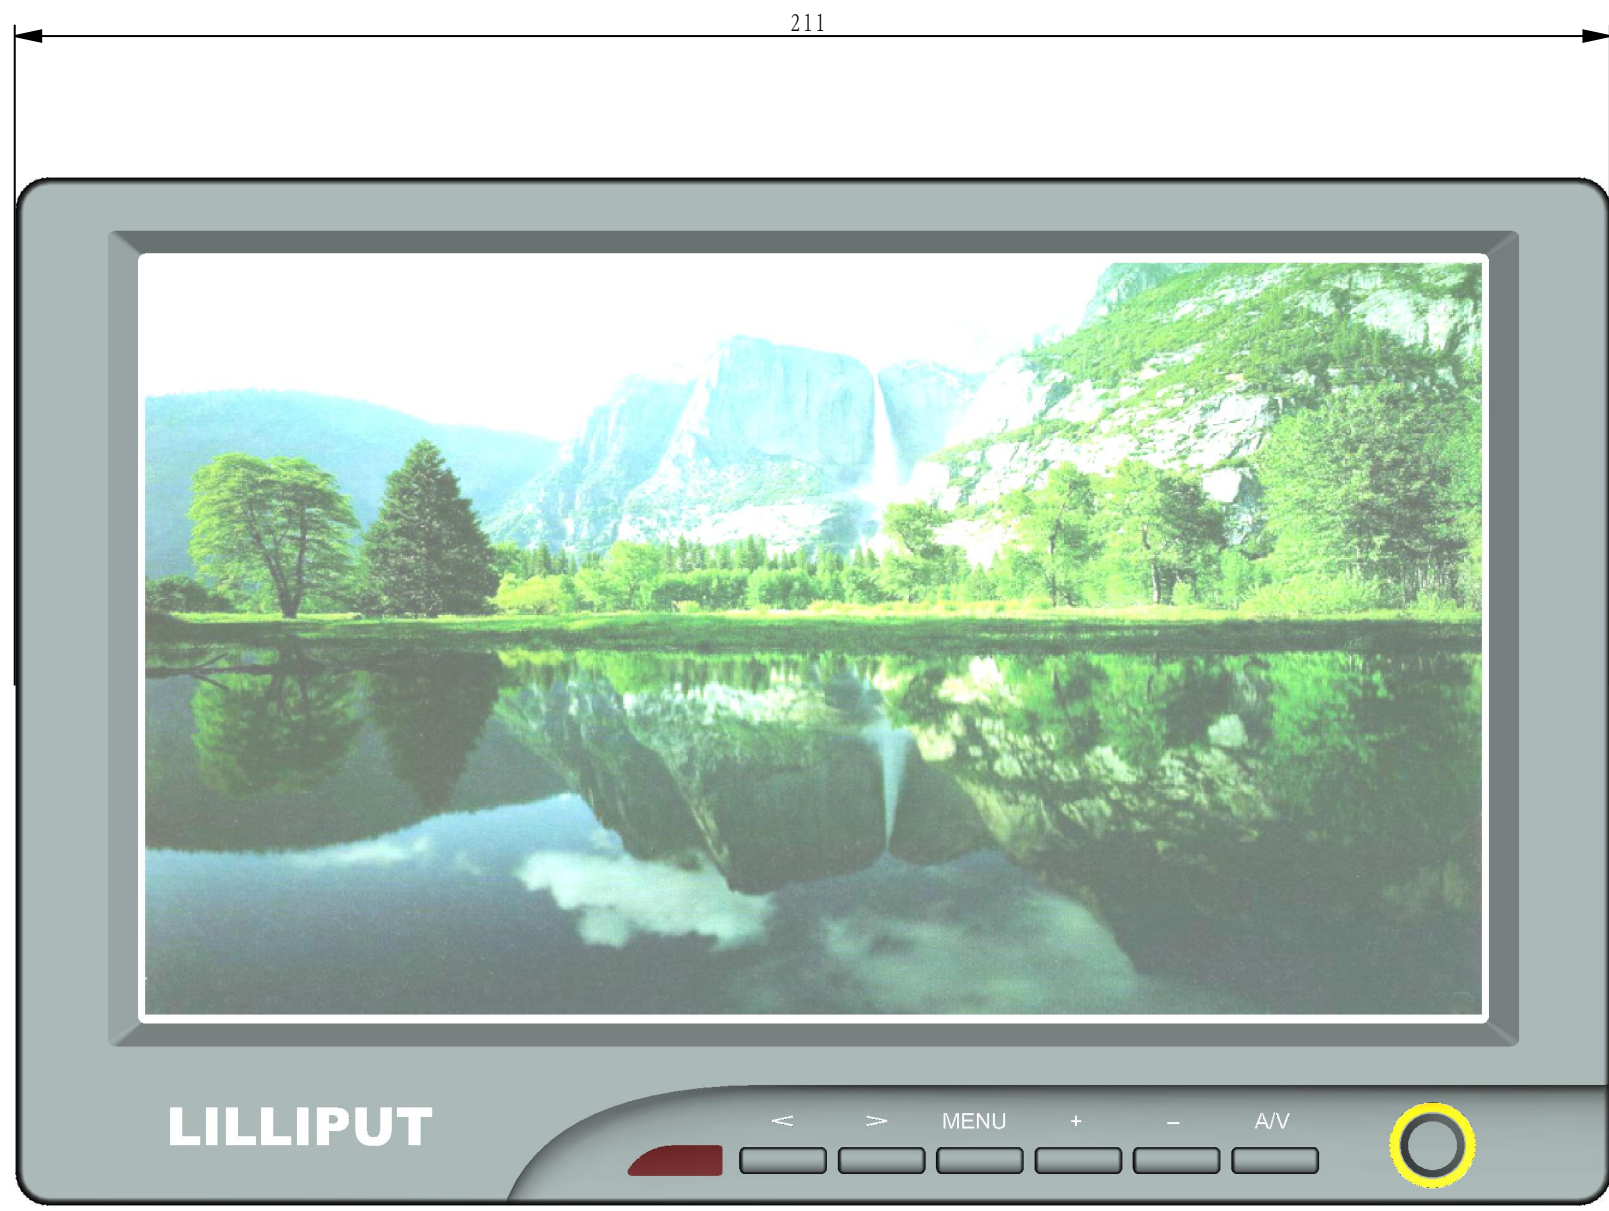 211
LILLIPUT
< > MENU + – A/V